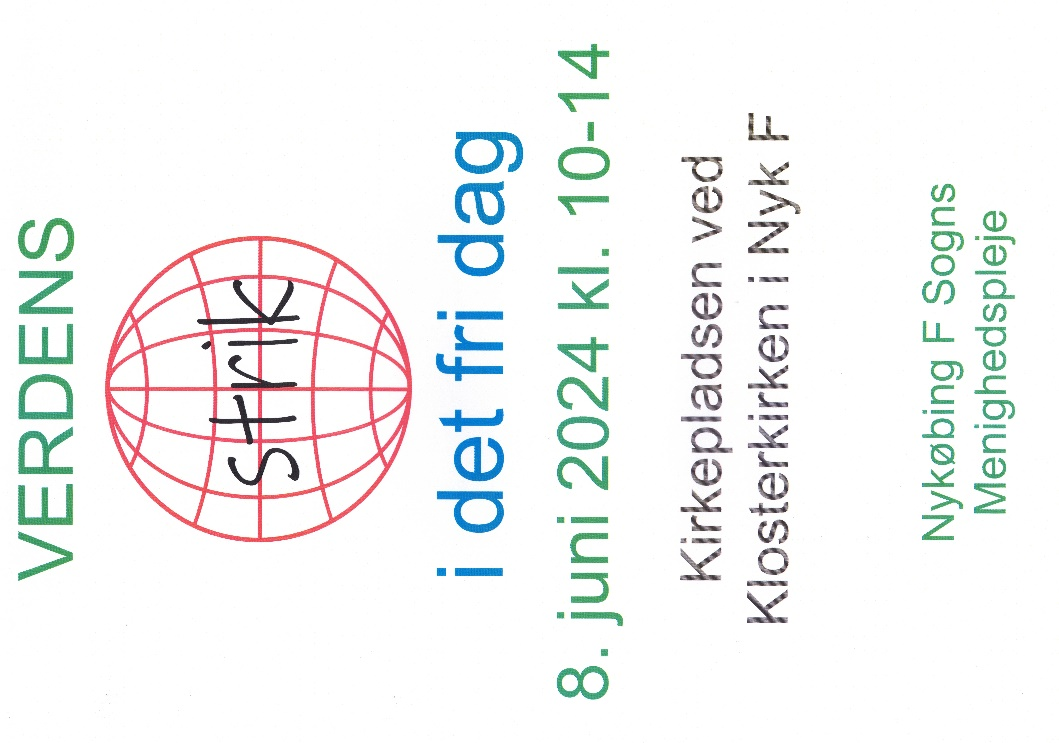 VERDENS
strik
i det fri dag
8. juni 2024 kl. 10-14
Kirkepladsen ved
Klosterkirken i Nyk F
Nykøbing F Sogns
Menighedspleje